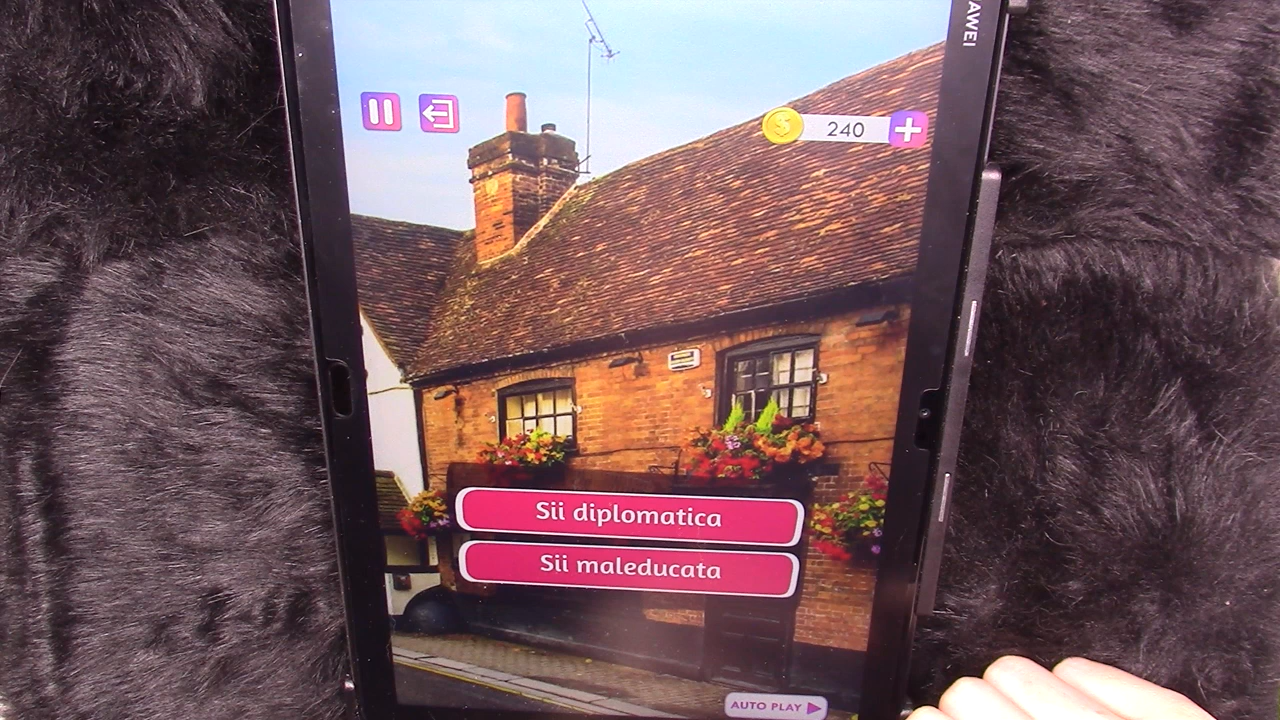 AWEI
240
Sii diplomatica
Sii maleducata
AUTO PLAY